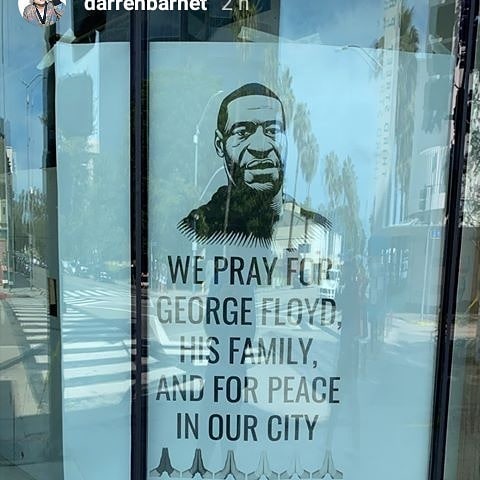 darrenbarnet 2 h
WE PRAY FOR
GEORGE FLOYD,
HIS FAMILY,
AND FOR PEACE
IN OUR CITY